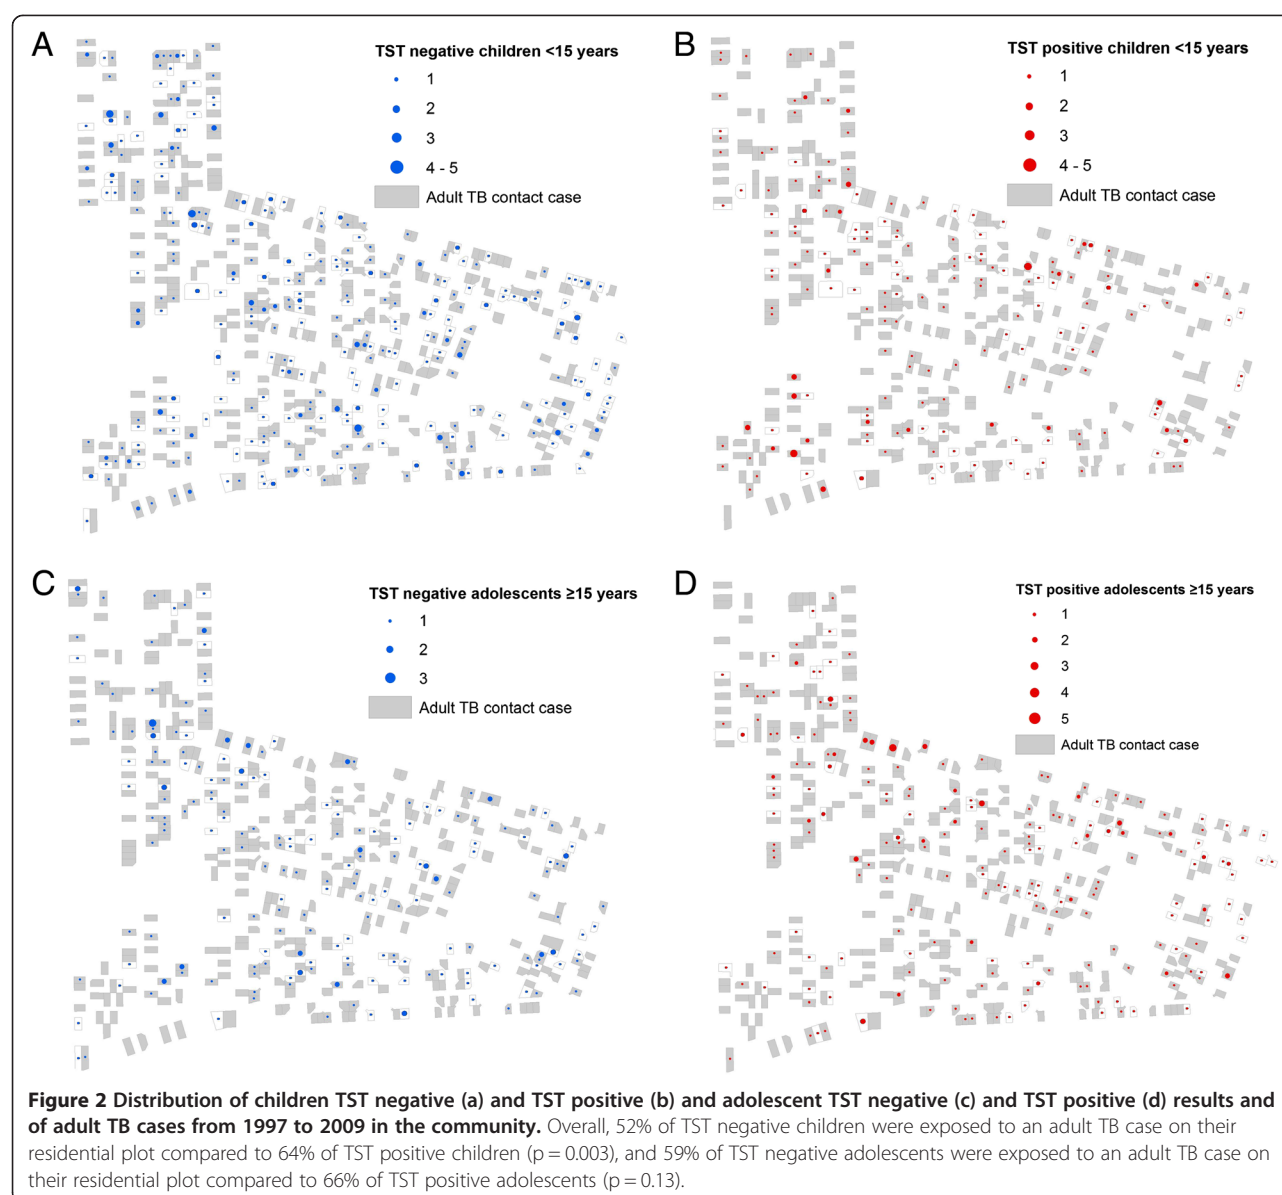 A
TST negative children <15 years
1
2
3
4 - 5
Adult TB contact case
B
TST positive children <15 years
1
2
3
4 - 5
Adult TB contact case
C
TST negative adolescents ≥15 years
1
2
3
Adult TB contact case
D
TST positive adolescents ≥15 years
1
2
3
4
5
Adult TB contact case
Figure 2 Distribution of children TST negative (a) and TST positive (b) and adolescent TST negative (c) and TST positive (d) results and
of adult TB cases from 1997 to 2009 in the community. Overall, 52% of TST negative children were exposed to an adult TB case on their
residential plot compared to 64% of TST positive children (p = 0.003), and 59% of TST negative adolescents were exposed to an adult TB case on
their residential plot compared to 66% of TST positive adolescents (p = 0.13).